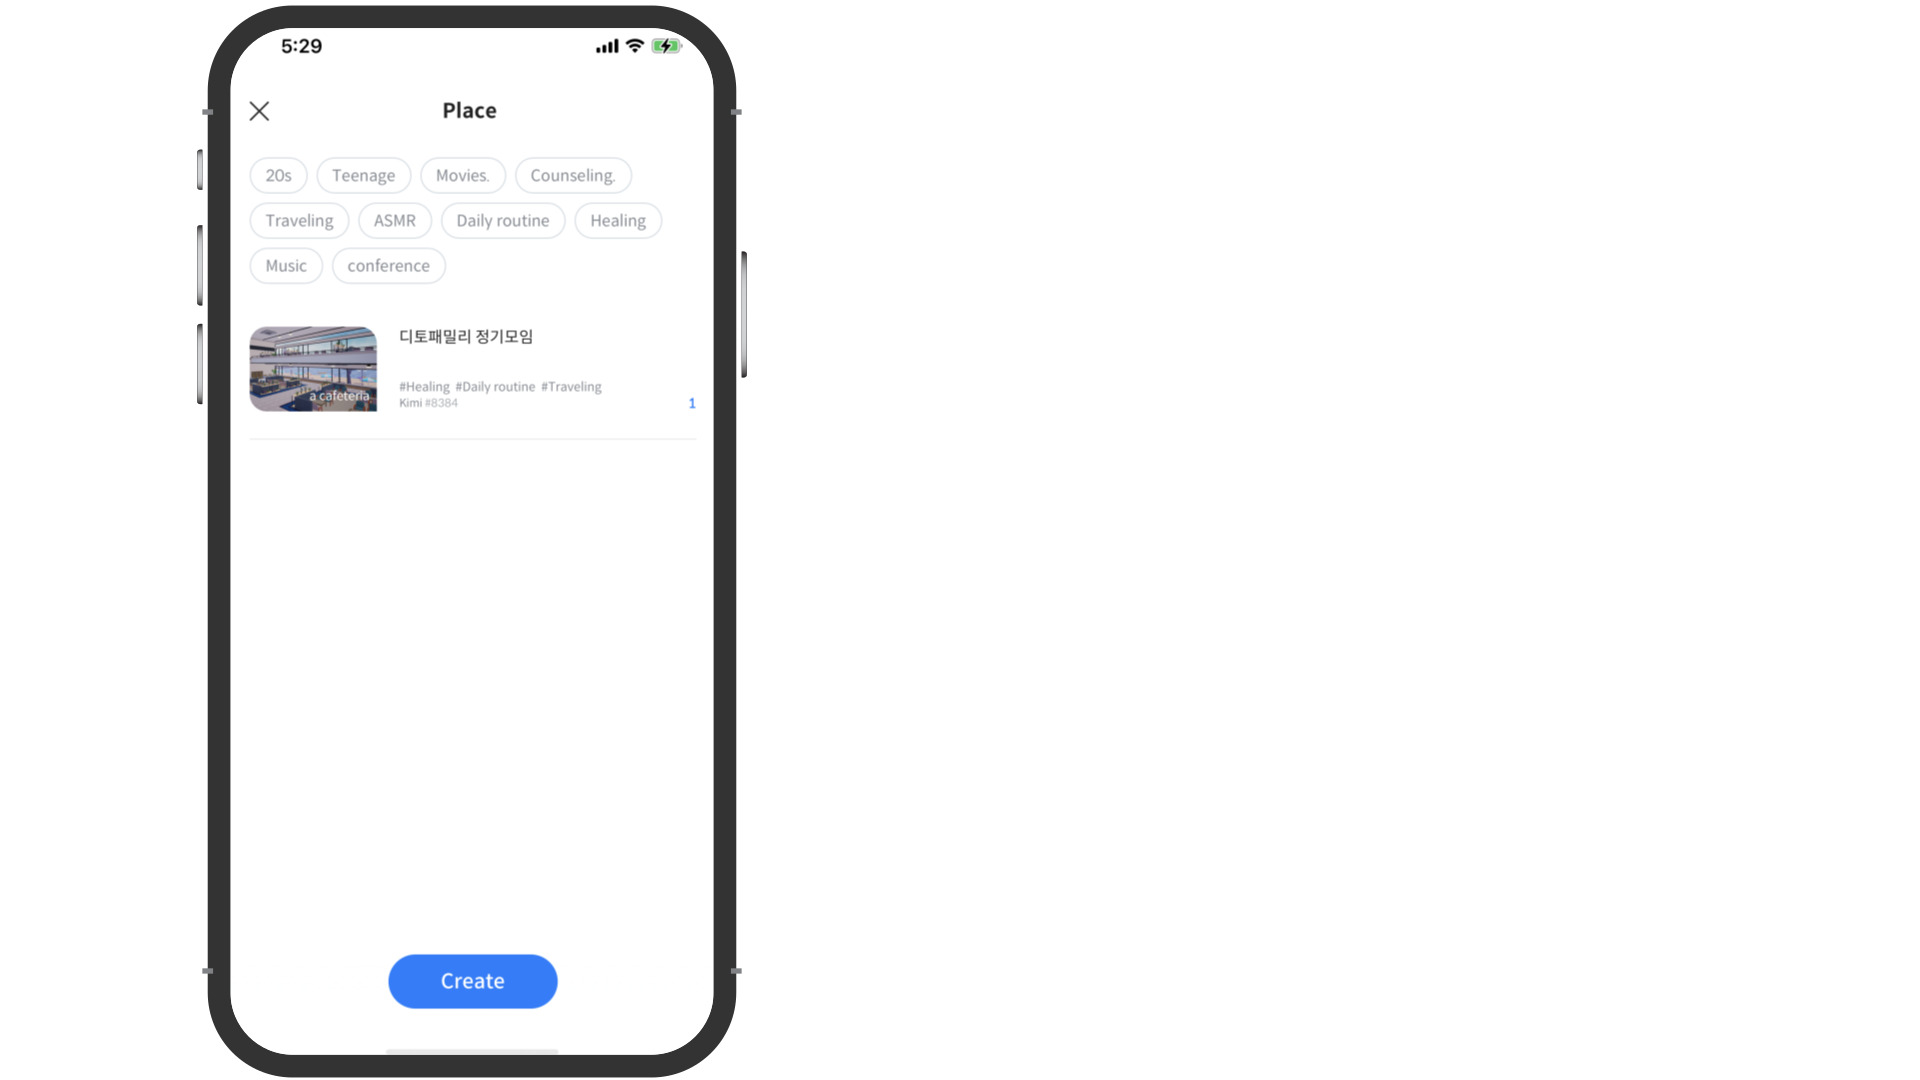 5:29
Place
20s Teenage Movies. Counseling.
Traveling ASMR Daily routine Healing
Music conference
디토패밀리 정기모임
a cafeteria
#Healing #Daily routine #Traveling
Kimi #8384
1
Create